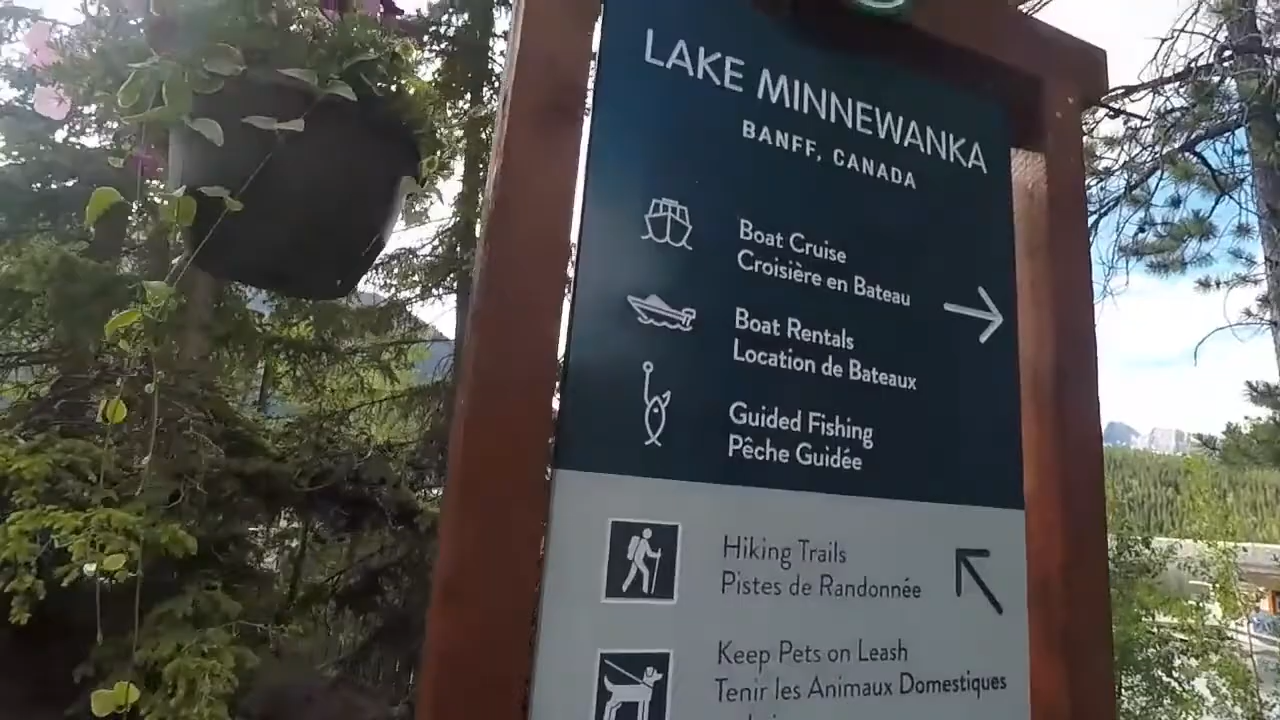 LAKE MINNEWANKA
BANFF, CANADA
Boat Cruise
Croisière en Bateau
Boat Rentals
Location de Bateaux
Guided Fishing
Pêche Guidée
Hiking Trails
Pistes de Randonnée
Keep Pets on Leash
Tenir les Animaux Domestiques